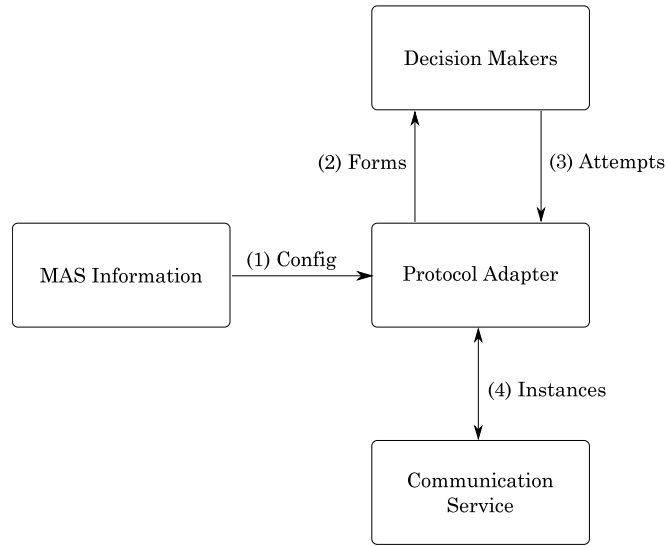 Decision Makers
(2) Forms
(3) Attempts
MAS Information
(1) Config
Protocol Adapter
(4) Instances
Communication
Service